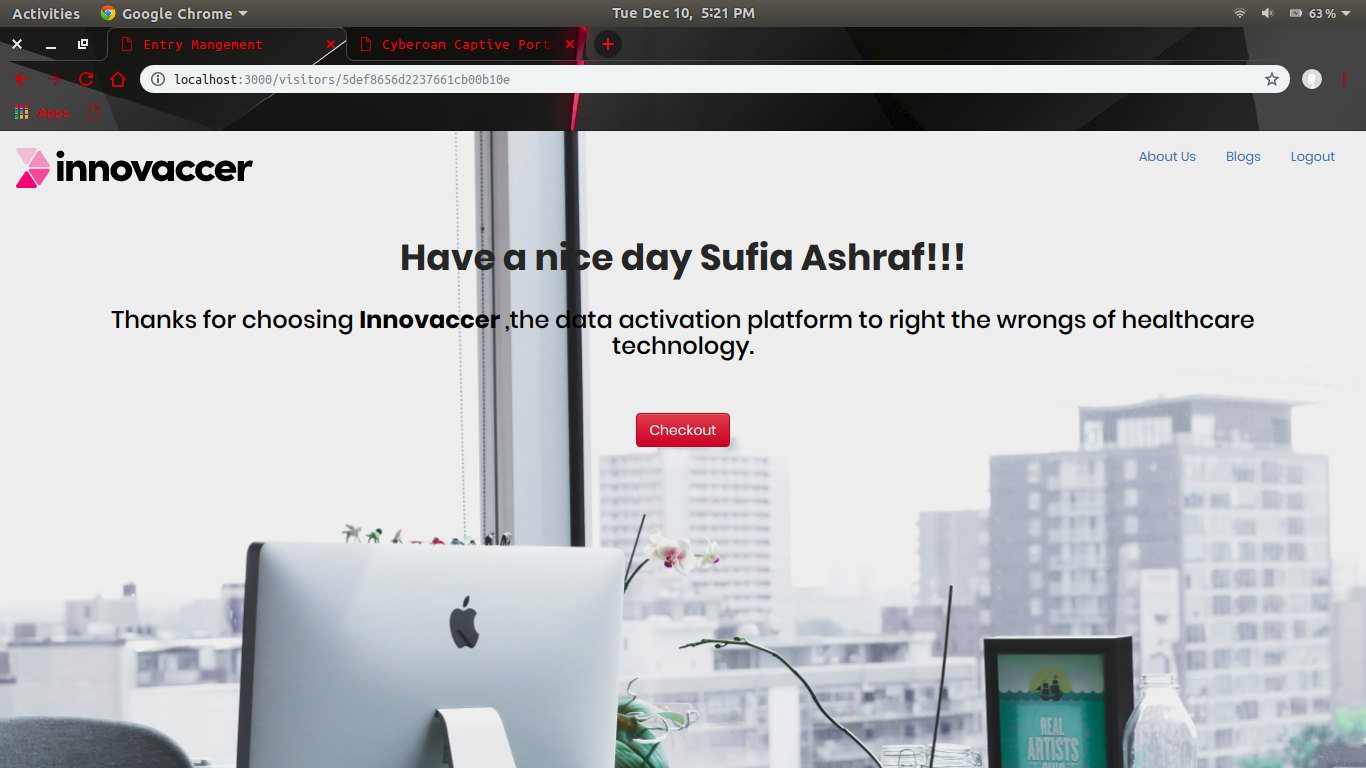 Activities Google Chrome Tue Dec 10, 5:21 PM 63 %
Entry Mangement Cyberoam Captive Port
localhost:3000/visitors/5def8656d2237661cb00b10e
Apps
innovaccer About Us Blogs Logout
Have a nice day Sufia Ashraf!!!
Thanks for choosing Innovaccer ,the data activation platform to right the wrongs of healthcare
technology.
Checkout
REAL
ARTISTS